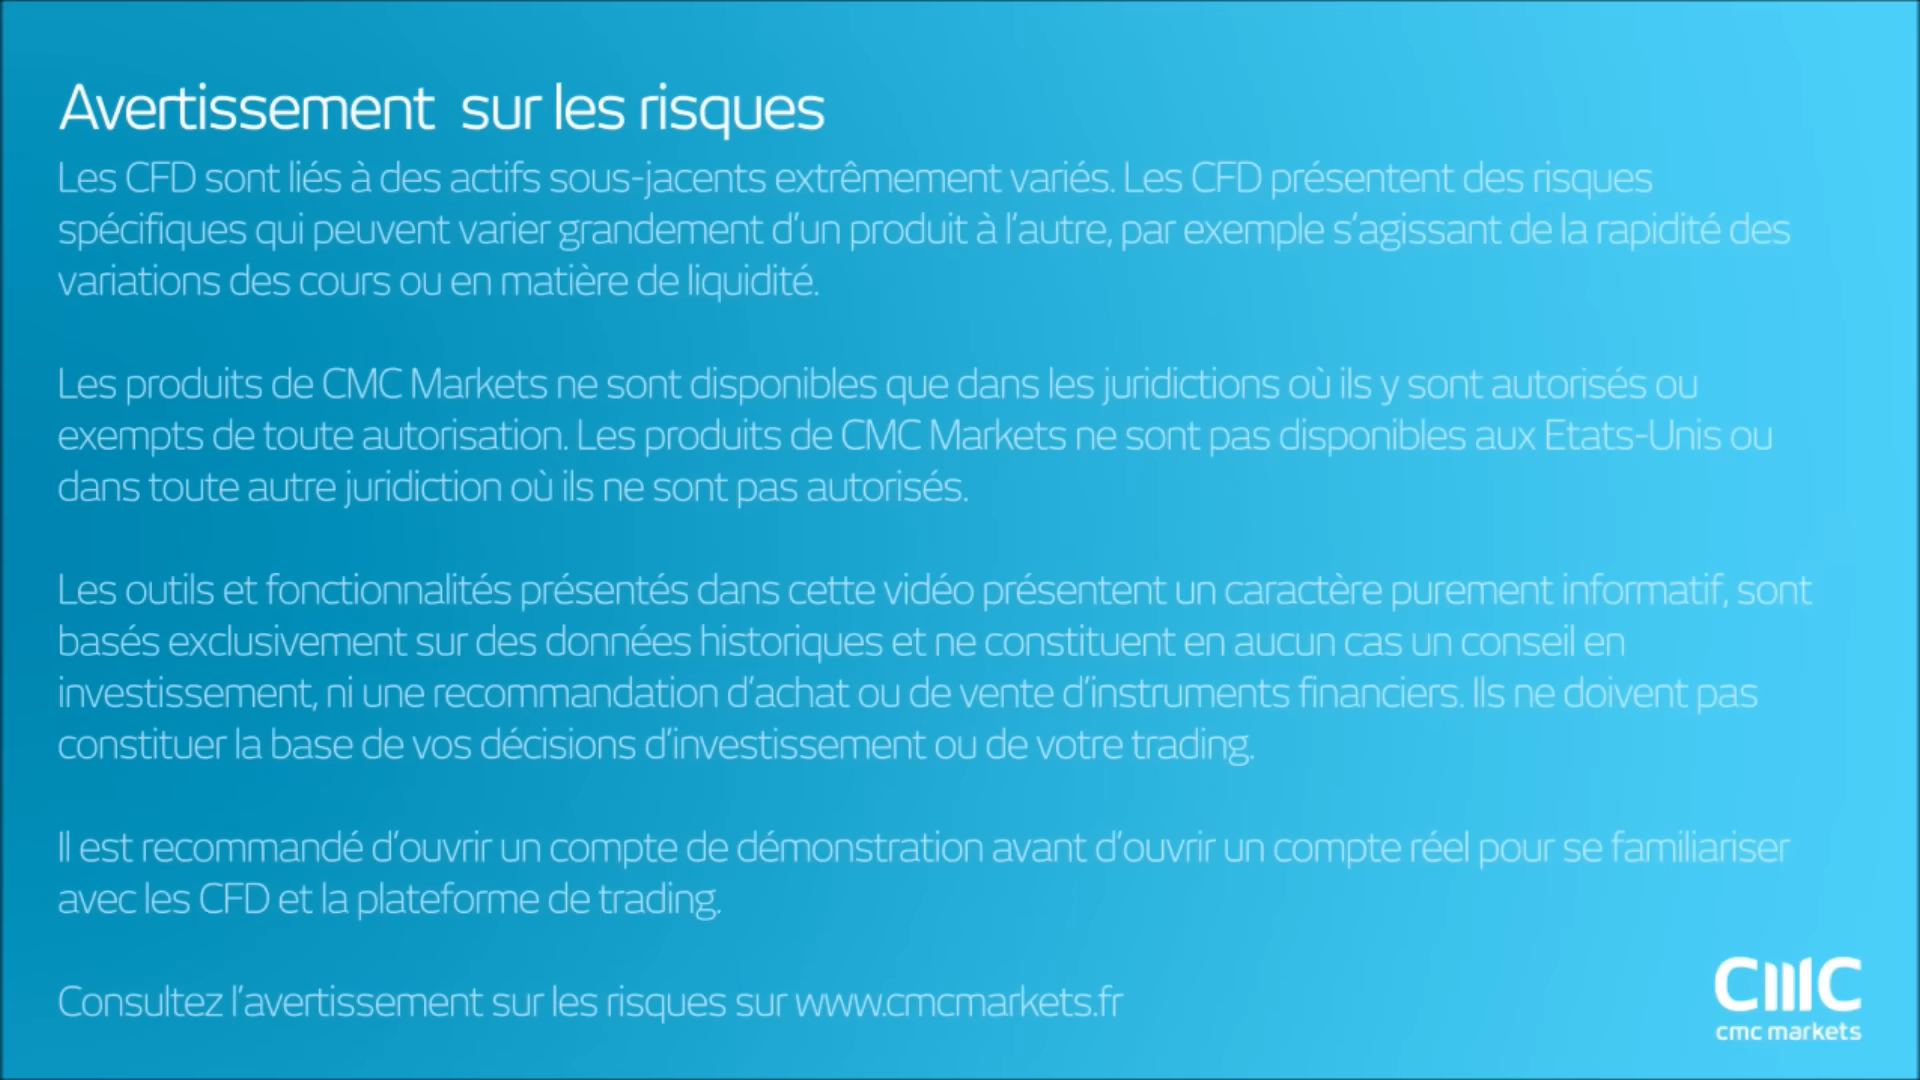 Avertissement sur les risques
Les CFD sont liés à des actifs sous-jacents extrêmement variés. Les CFD présentent des risques
spécifiques qui peuvent varier grandement d'un produit à l'autre, par exemple s'agissant de la rapidité des
variations des cours ou en matière de liquidité.
Les produits de CMC Markets ne sont disponibles que dans les juridictions où ils y sont autorisés ou
exempts de toute autorisation. Les produits de CMC Markets ne sont pas disponibles aux Etats-Unis ou
dans toute autre juridiction où ils ne sont pas autorisés.
Les outils et fonctionnalités présentés dans cette vidéo présentent un caractère purement informatif, sont
basés exclusivement sur des données historiques et ne constituent en aucun cas un conseil en
investissement, ni une recommandation d'achat ou de vente d'instruments financiers. Ils ne doivent pas
constituer la base de vos décisions d'investissement ou de votre trading.
Il est recommandé d'ouvrir un compte de démonstration avant d'ouvrir un compte réel pour se familiariser
avec les CFD et la plateforme de trading.
Consultez l'avertissement sur les risques sur www.cmcmarkets.fr
CMC
cmc markets